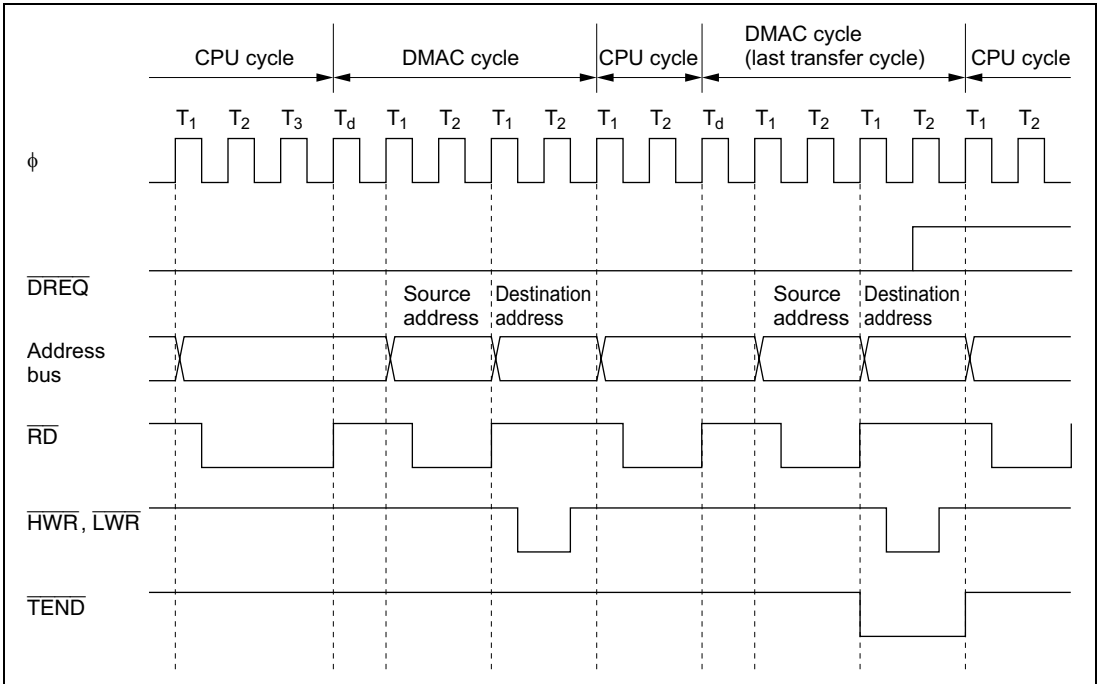 DMAC cycle
(last transfer cycle)
CPU cycle DMAC cycle CPU cycle CPU cycle
T1 T2 T3 Td T1 T2 T1 T2 T1 T2 Td T1 T2 T1 T2 T1 T2
ϕ
DREQ
Source Destination Source Destination
address address address address
Address
bus
RD
HWR, LWR
TEND